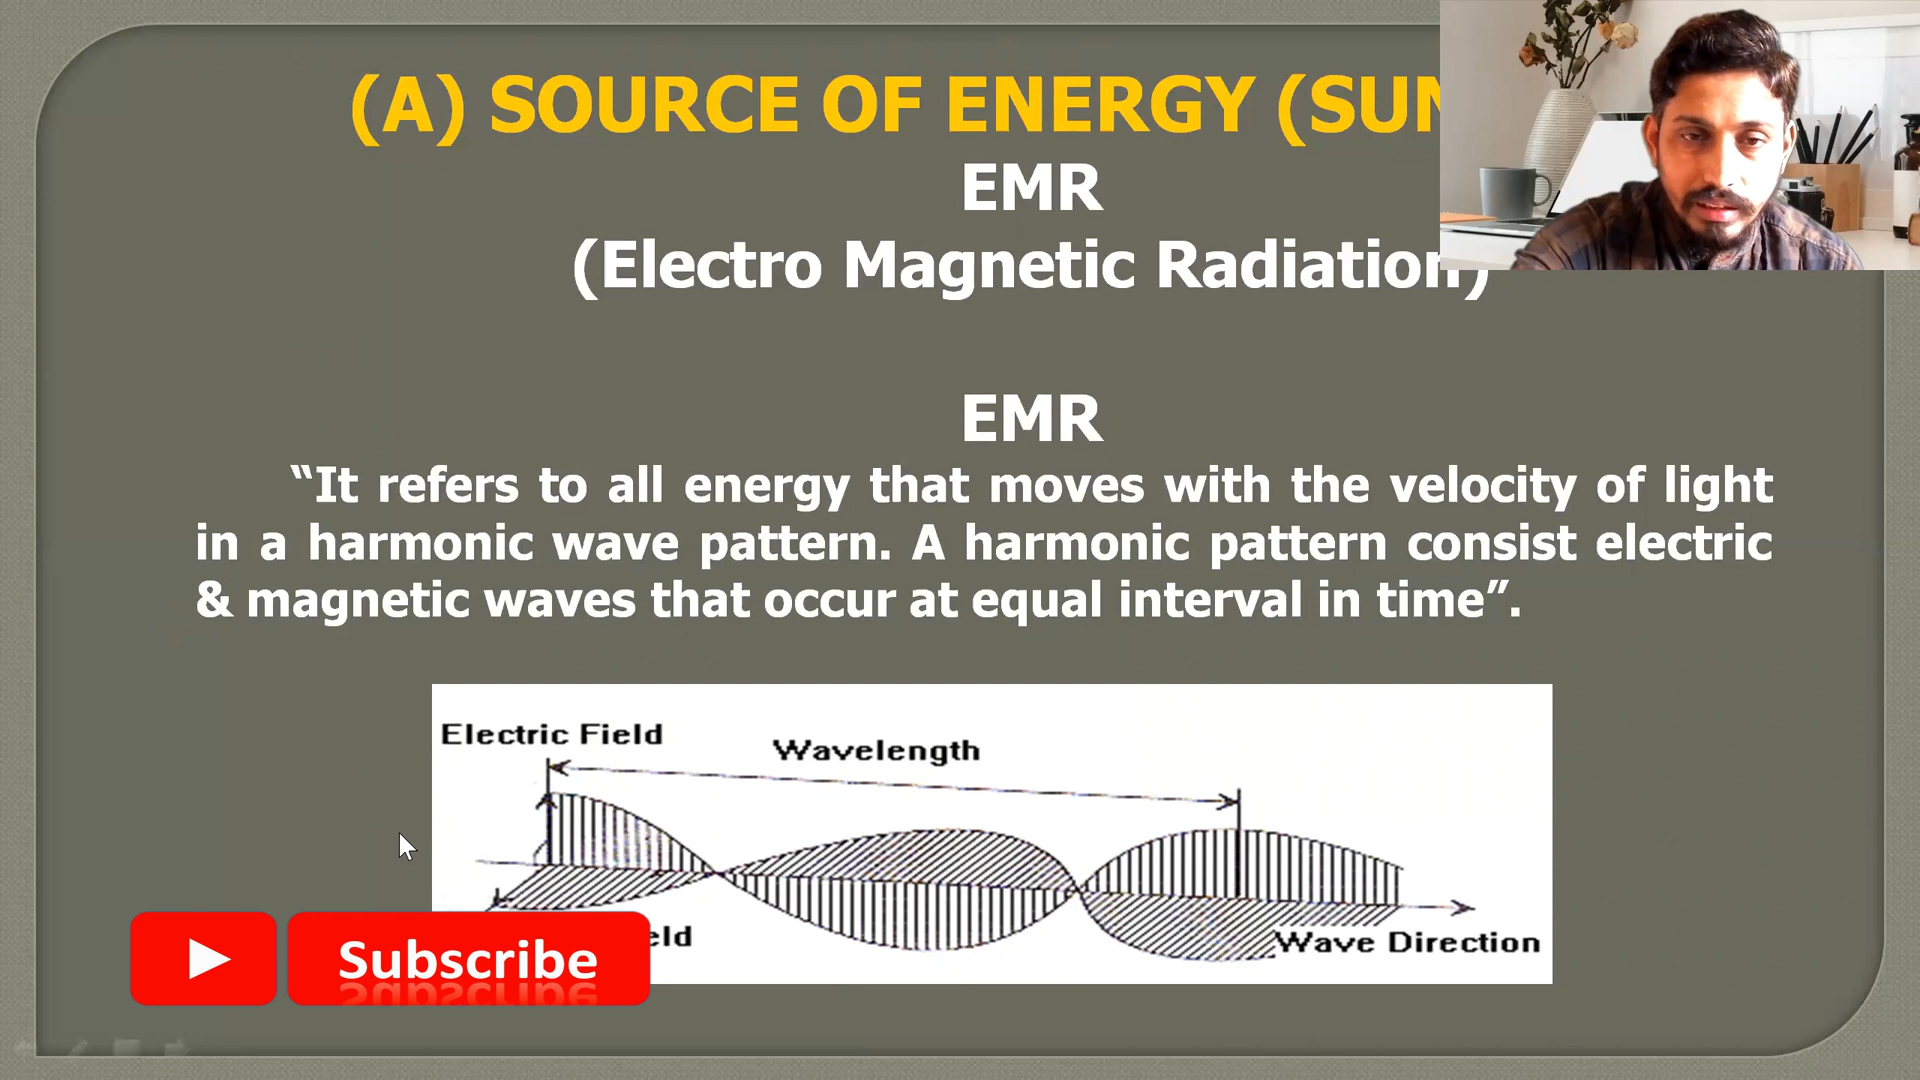 (A) SOURCE OF ENERGY (SUN
EMR
(Electro Magnetic Radiation)
EMR
“It refers to all energy that moves with the velocity of light
in a harmonic wave pattern. A harmonic pattern consist electric
& magnetic waves that occur at equal interval in time”.
Electric Field
Wavelength
Wave Direction
Subscribe